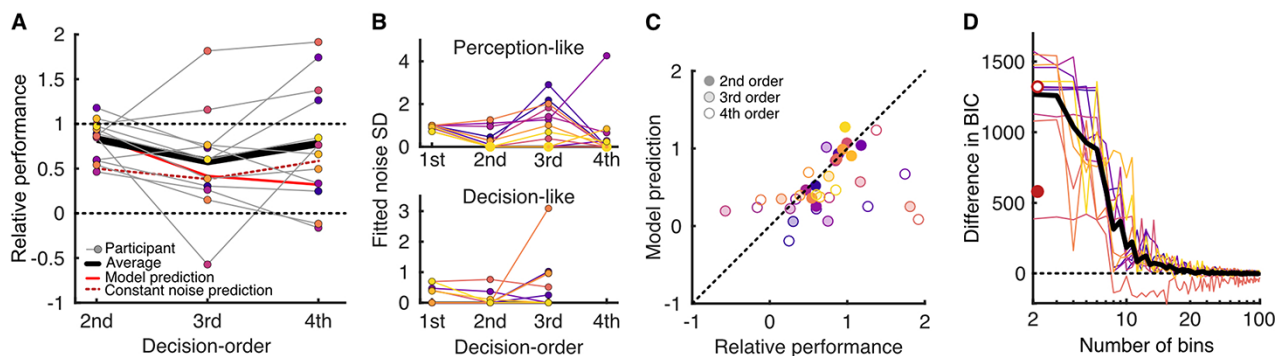 A
Relative performance
2
1.5
1
0.5
0
-0.5
-1
Participant
Average
Model prediction
Constant noise prediction
2nd 3rd 4th
Decision-order
B
Fitted noise SD
Perception-like
4
2
0
1st 2nd 3rd 4th
Decision-like
3
2
1
0
1st 2nd 3rd 4th
Decision-order
C
Model prediction
2
1
0
-1
2nd order
3rd order
4th order
-1 0 1 2
Relative performance
D
Difference in BIC
1500
1000
500
0
2 10 20 100
Number of bins